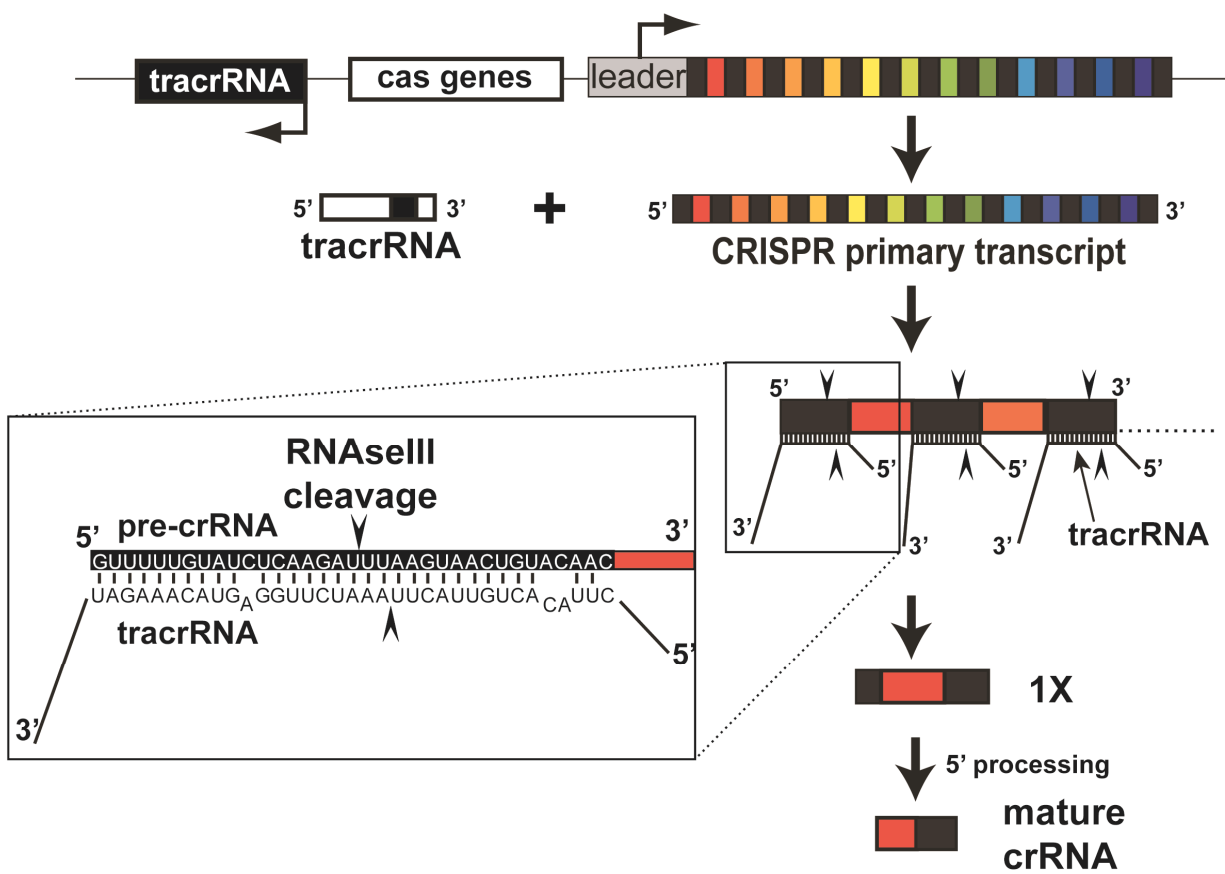 tracrRNA
cas genes
leader
5’
3’
+
5’
3’
tracrRNA
CRISPR primary transcript
5’
3’
5’
5’
5’
3’
3’
3’
tracrRNA
RNAseIII
cleavage
5’
pre-crRNA
3’
GUUUUUGUAUCUCAAGAUUUAAGUAACUGUACAAC
UAGAAACAUGAGGUUCUAAAUUCAUUGUCACAUUC
tracrRNA
5’
3’
1X
5’ processing
mature
crRNA